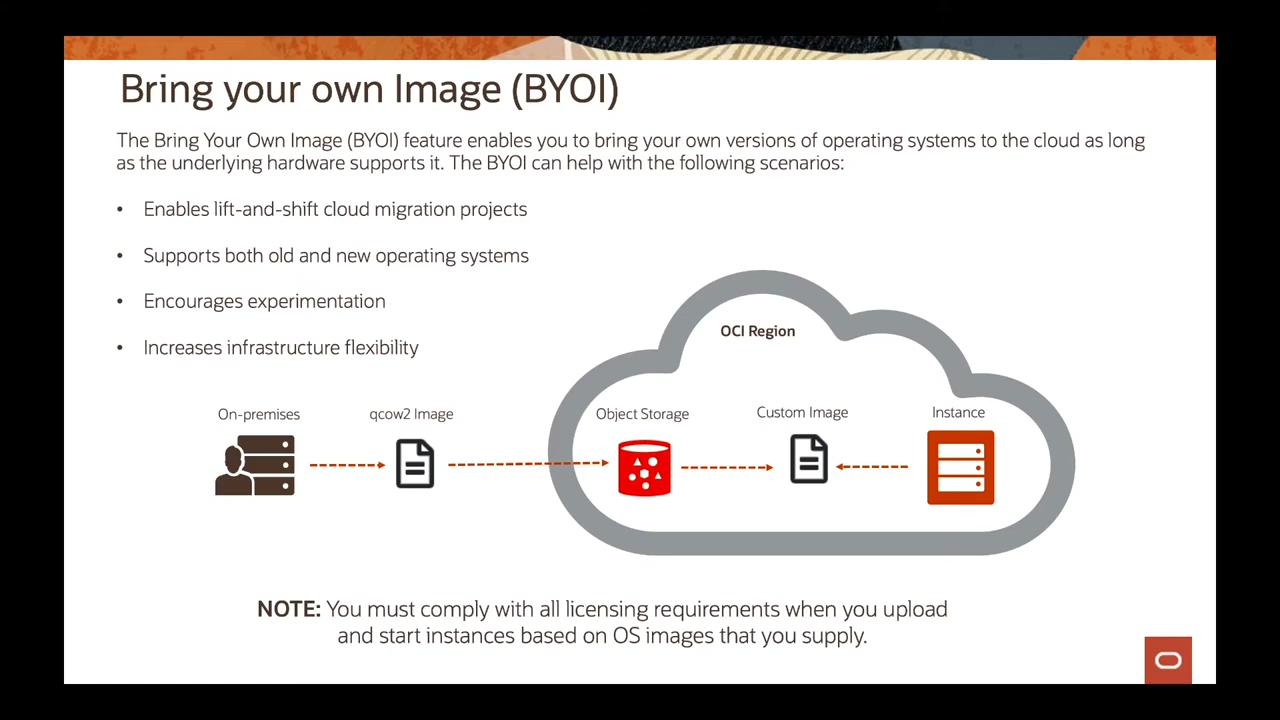 Bring your own Image (BYOI)
The Bring Your Own Image (BYOI) feature enables you to bring your own versions of operating systems to the cloud as long
as the underlying hardware supports it. The BYOI can help with the following scenarios:
• Enables lift-and-shift cloud migration projects
• Supports both old and new operating systems
• Encourages experimentation
• Increases infrastructure flexibility
OCI Region
On-premises
qcow2 Image
Object Storage
Custom Image
Instance
NOTE: You must comply with all licensing requirements when you upload
and start instances based on OS images that you supply.